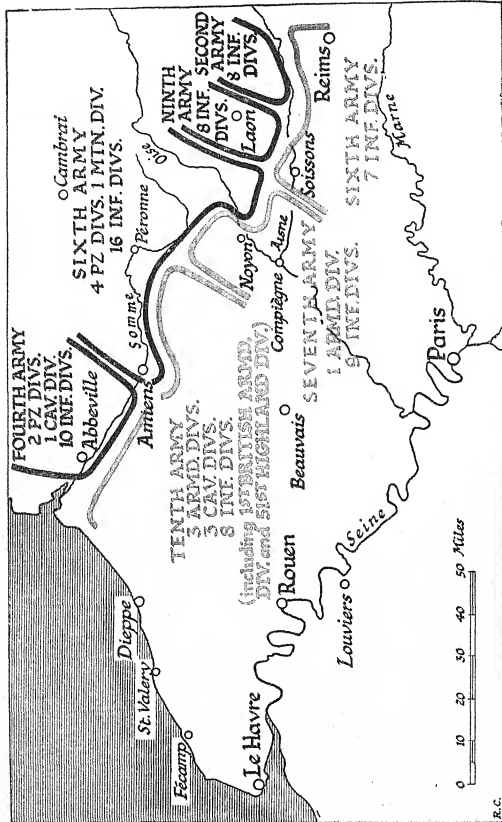 FOURTH ARMY
2 PZ DIVS.
1 CAV. DIV.
10 INF. DIVS.
Abbeville
Somme
Amiens
Cambrai
SIXTH ARMY
4 PZ DIVS. 1 MIN. DIV.
16 INF. DIVS.
Péronne
Oise
NINTH
ARMY
8 INF.
DIVS.
SECOND
ARMY
8 INF.
DIVS.
Laon
Reims
Soissons
Noyon
Aisne
Compiègne
Marne
SIXTH ARMY
7 INF. DIVS.
SEVENTH ARMY
1 ARMD. DIV.
9 INF. DIVS.
TENTH ARMY
3 ARMD. DIVS.
3 CAV. DIVS.
8 INF. DIVS.
(including 1ST BRITISH ARMD.
DIV. and 51ST HIGHLAND DIV.)
Beauvais
Paris
Dieppe
St. Valery
Fécamp
Le Havre
Rouen
Louviers
Seine
0 10 20 30 40 50 Miles
R.C.